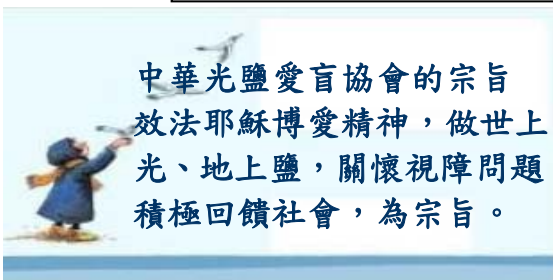 中華光鹽愛盲協會的宗旨
效法耶穌博愛精神，做世上
光、地上鹽，關懷視障問題
積極回饋社會，為宗旨。